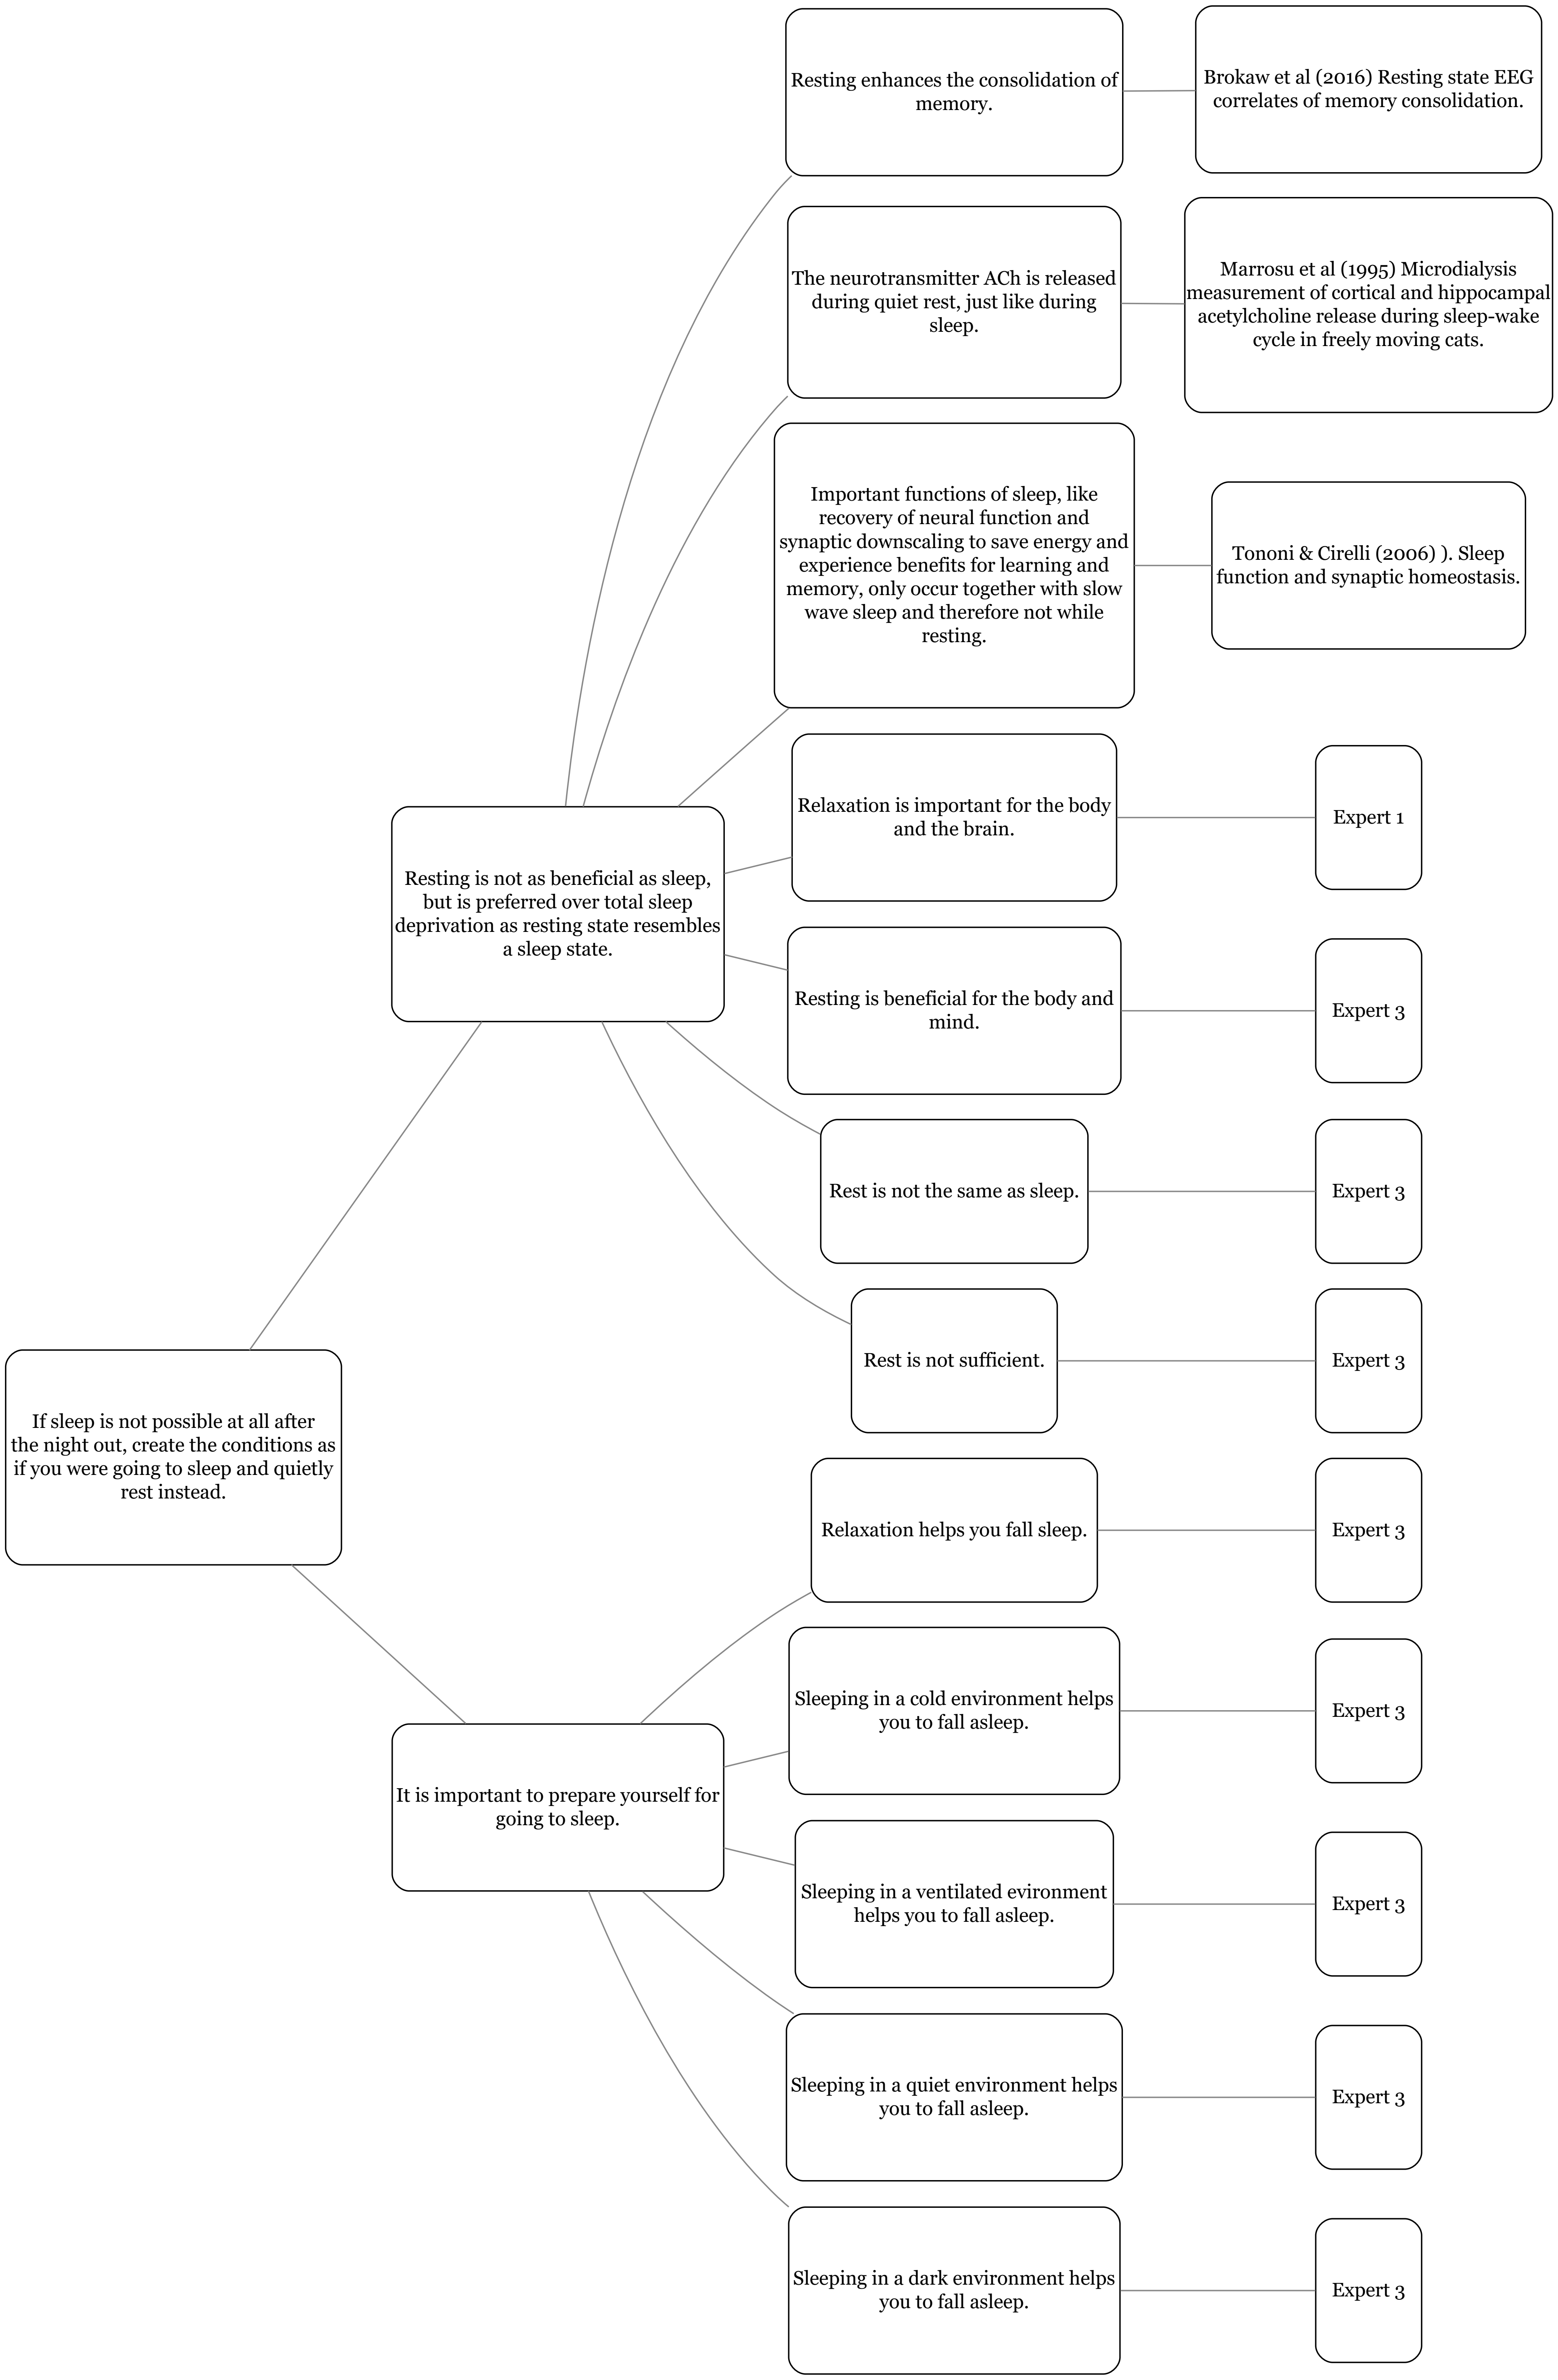 Resting enhances the consolidation of
memory.
Brokaw et al (2016) Resting state EEG
correlates of memory consolidation.
The neurotransmitter ACh is released
during quiet rest, just like during
sleep.
Marrosu et al (1995) Microdialysis
measurement of cortical and hippocampal
acetylcholine release during sleep-wake
cycle in freely moving cats.
Important functions of sleep, like
recovery of neural function and
synaptic downscaling to save energy and
experience benefits for learning and
memory, only occur together with slow
wave sleep and therefore not while
resting.
Tononi & Cirelli (2006) ). Sleep
function and synaptic homeostasis.
Relaxation is important for the body
and the brain.
Expert 1
Resting is not as beneficial as sleep,
but is preferred over total sleep
deprivation as resting state resembles
a sleep state.
Resting is beneficial for the body and
mind.
Expert 3
Rest is not the same as sleep.
Expert 3
Rest is not sufficient.
Expert 3
If sleep is not possible at all after
the night out, create the conditions as
if you were going to sleep and quietly
rest instead.
Relaxation helps you fall sleep.
Expert 3
Sleeping in a cold environment helps
you to fall asleep.
Expert 3
It is important to prepare yourself for
going to sleep.
Sleeping in a ventilated evironment
helps you to fall asleep.
Expert 3
Sleeping in a quiet environment helps
you to fall asleep.
Expert 3
Sleeping in a dark environment helps
you to fall asleep.
Expert 3